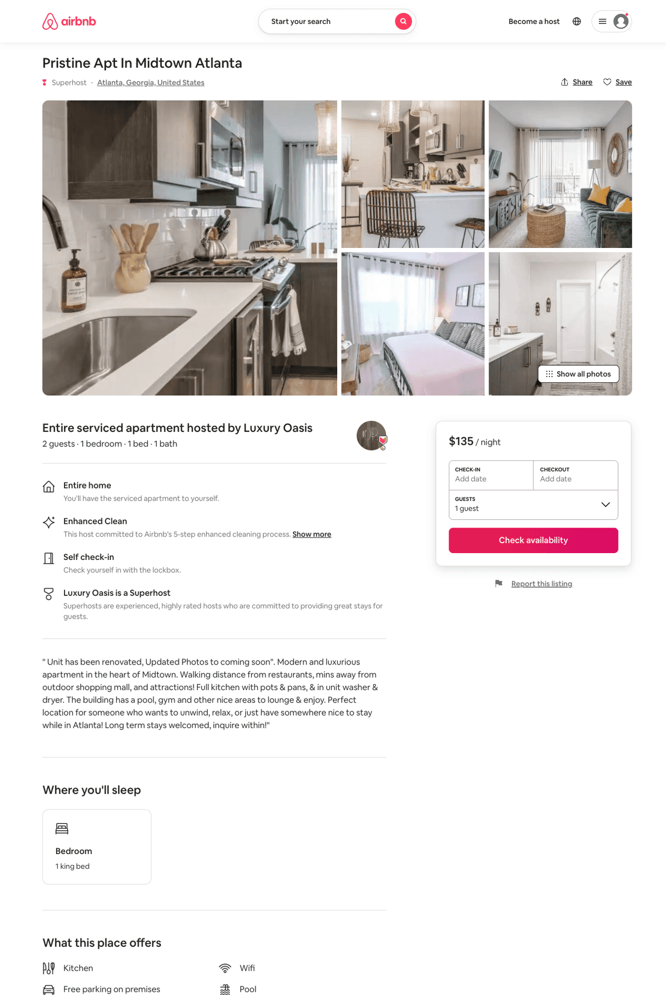 airbnb
Start your search
Become a host
Pristine Apt In Midtown Atlanta
Superhost · Atlanta, Georgia, United States
Share
Save
Show all photos
Entire serviced apartment hosted by Luxury Oasis
2 guests · 1 bedroom · 1 bed · 1 bath
Entire home
You'll have the serviced apartment to yourself.
Enhanced Clean
This host committed to Airbnb's 5-step enhanced cleaning process. Show more
Self check-in
Check yourself in with the lockbox.
Luxury Oasis is a Superhost
Superhosts are experienced, highly rated hosts who are committed to providing great stays for
guests.
$135 / night
CHECK-IN
Add date
CHECKOUT
Add date
GUESTS
1 guest
Check availability
Report this listing
" Unit has been renovated, Updated Photos to coming soon". Modern and luxurious
apartment in the heart of Midtown. Walking distance from restaurants, mins away from
outdoor shopping mall, and attractions! Full kitchen with pots & pans, & in unit washer &
dryer. The building has a pool, gym and other nice areas to lounge & enjoy. Perfect
location for someone who wants to unwind, relax, or just have somewhere nice to stay
while in Atlanta! Long term stays welcomed, inquire within!"
Where you'll sleep
Bedroom
1 king bed
What this place offers
Kitchen
Wifi
Free parking on premises
Pool